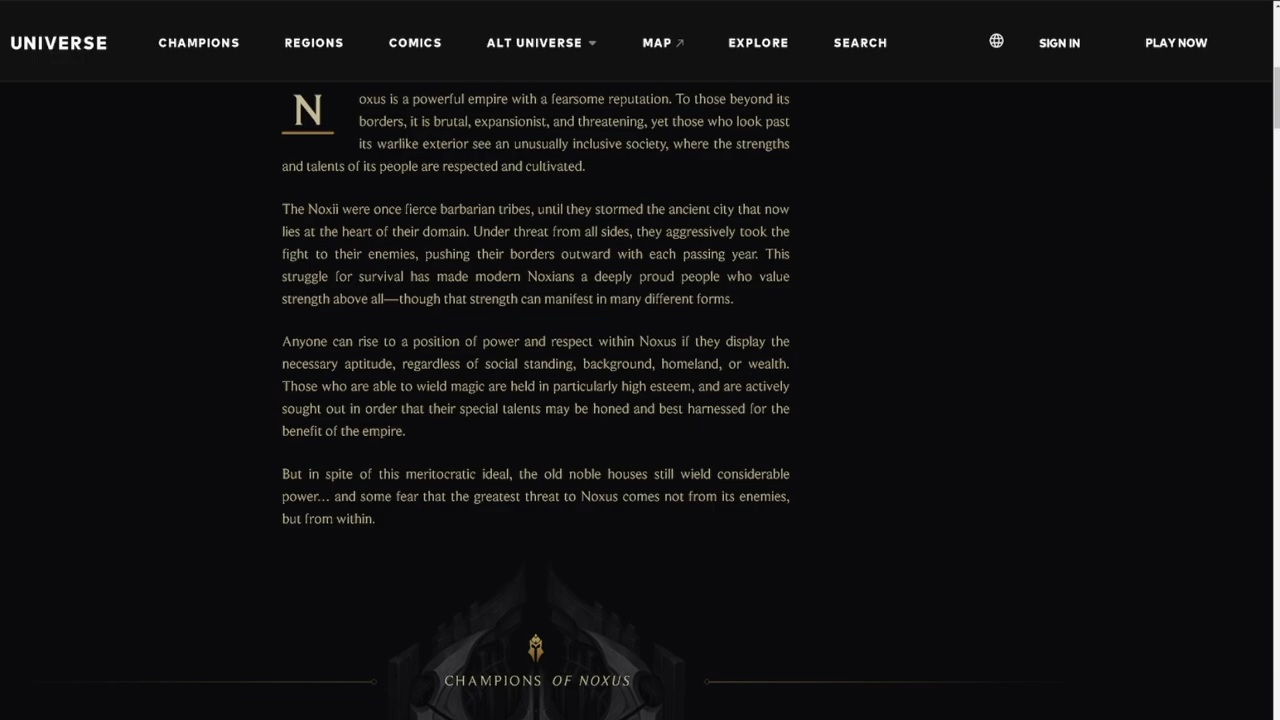 UNIVERSE CHAMPIONS REGIONS COMICS ALT UNIVERSE MAP EXPLORE SEARCH SIGN IN PLAY NOW
Noxus is a powerful empire with a fearsome reputation. To those beyond its
borders, it is brutal, expansionist, and threatening, yet those who look past
its warlike exterior see an unusually inclusive society, where the strengths
and talents of its people are respected and cultivated.
The Noxii were once fierce barbarian tribes, until they stormed the ancient city that now
lies at the heart of their domain. Under threat from all sides, they aggressively took the
fight to their enemies, pushing their borders outward with each passing year. This
struggle for survival has made modern Noxians a deeply proud people who value
strength above all—though that strength can manifest in many different forms.
Anyone can rise to a position of power and respect within Noxus if they display the
necessary aptitude, regardless of social standing, background, homeland, or wealth.
Those who are able to wield magic are held in particularly high esteem, and are actively
sought out in order that their special talents may be honed and best harnessed for the
benefit of the empire.
But in spite of this meritocratic ideal, the old noble houses still wield considerable
power... and some fear that the greatest threat to Noxus comes not from its enemies,
but from within.
CHAMPIONS OF NOXUS